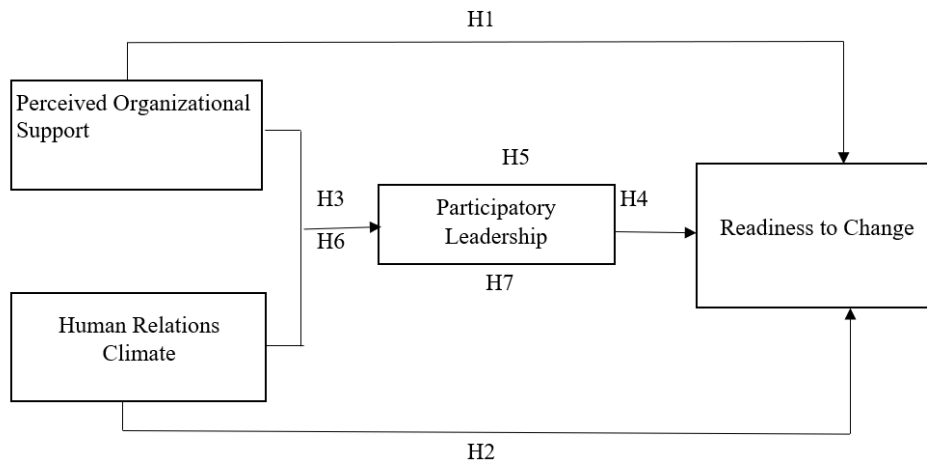 H1
Perceived Organizational
Support
H5
H3
H6
Participatory
Leadership
H4
Readiness to Change
H7
Human Relations
Climate
H2